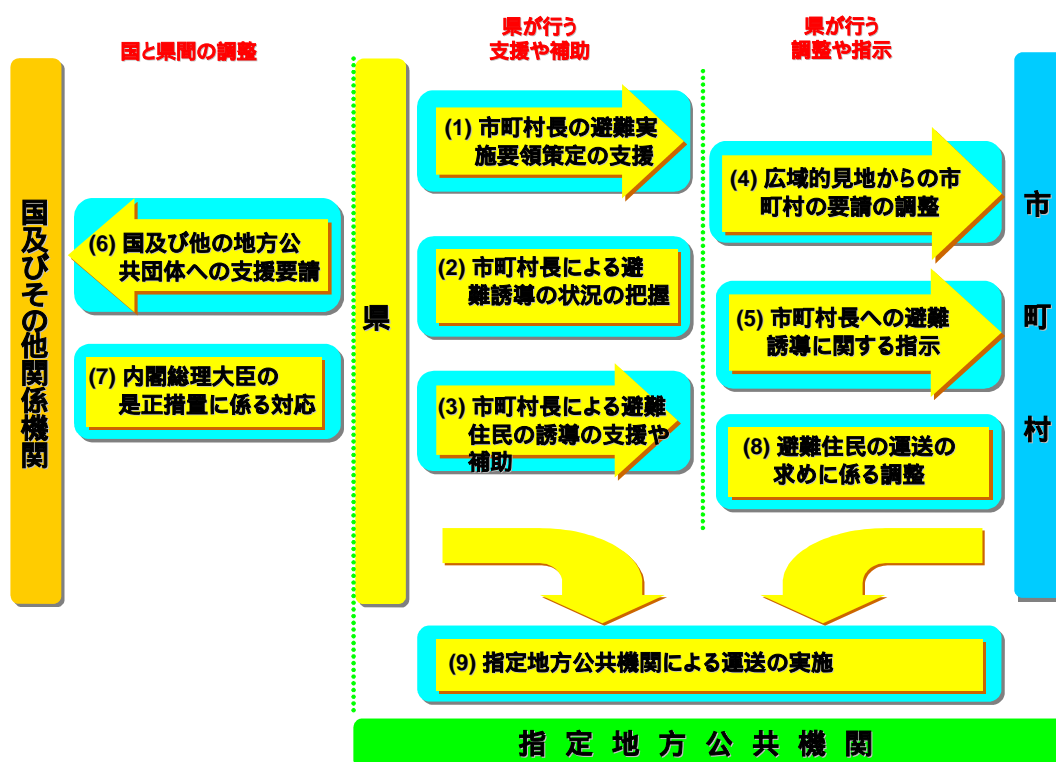 国と県間の調整
県が行う
支援や補助
県が行う
調整や指示
国及びその他関係機関
県
市町村
(1) 市町村長の避難実
施要領策定の支援
(2) 市町村長による避
難誘導の状況の把握
(3) 市町村長による避難
住民の誘導の支援や
補助
(4) 広域的見地からの市
町村の要請の調整
(5) 市町村長への避難
誘導に関する指示
(6) 国及び他の地方公
共団体への支援要請
(7) 内閣総理大臣の
是正措置に係る対応
(8) 避難住民の運送の
求めに係る調整
(9) 指定地方公共機関による運送の実施
指定地方公共機関